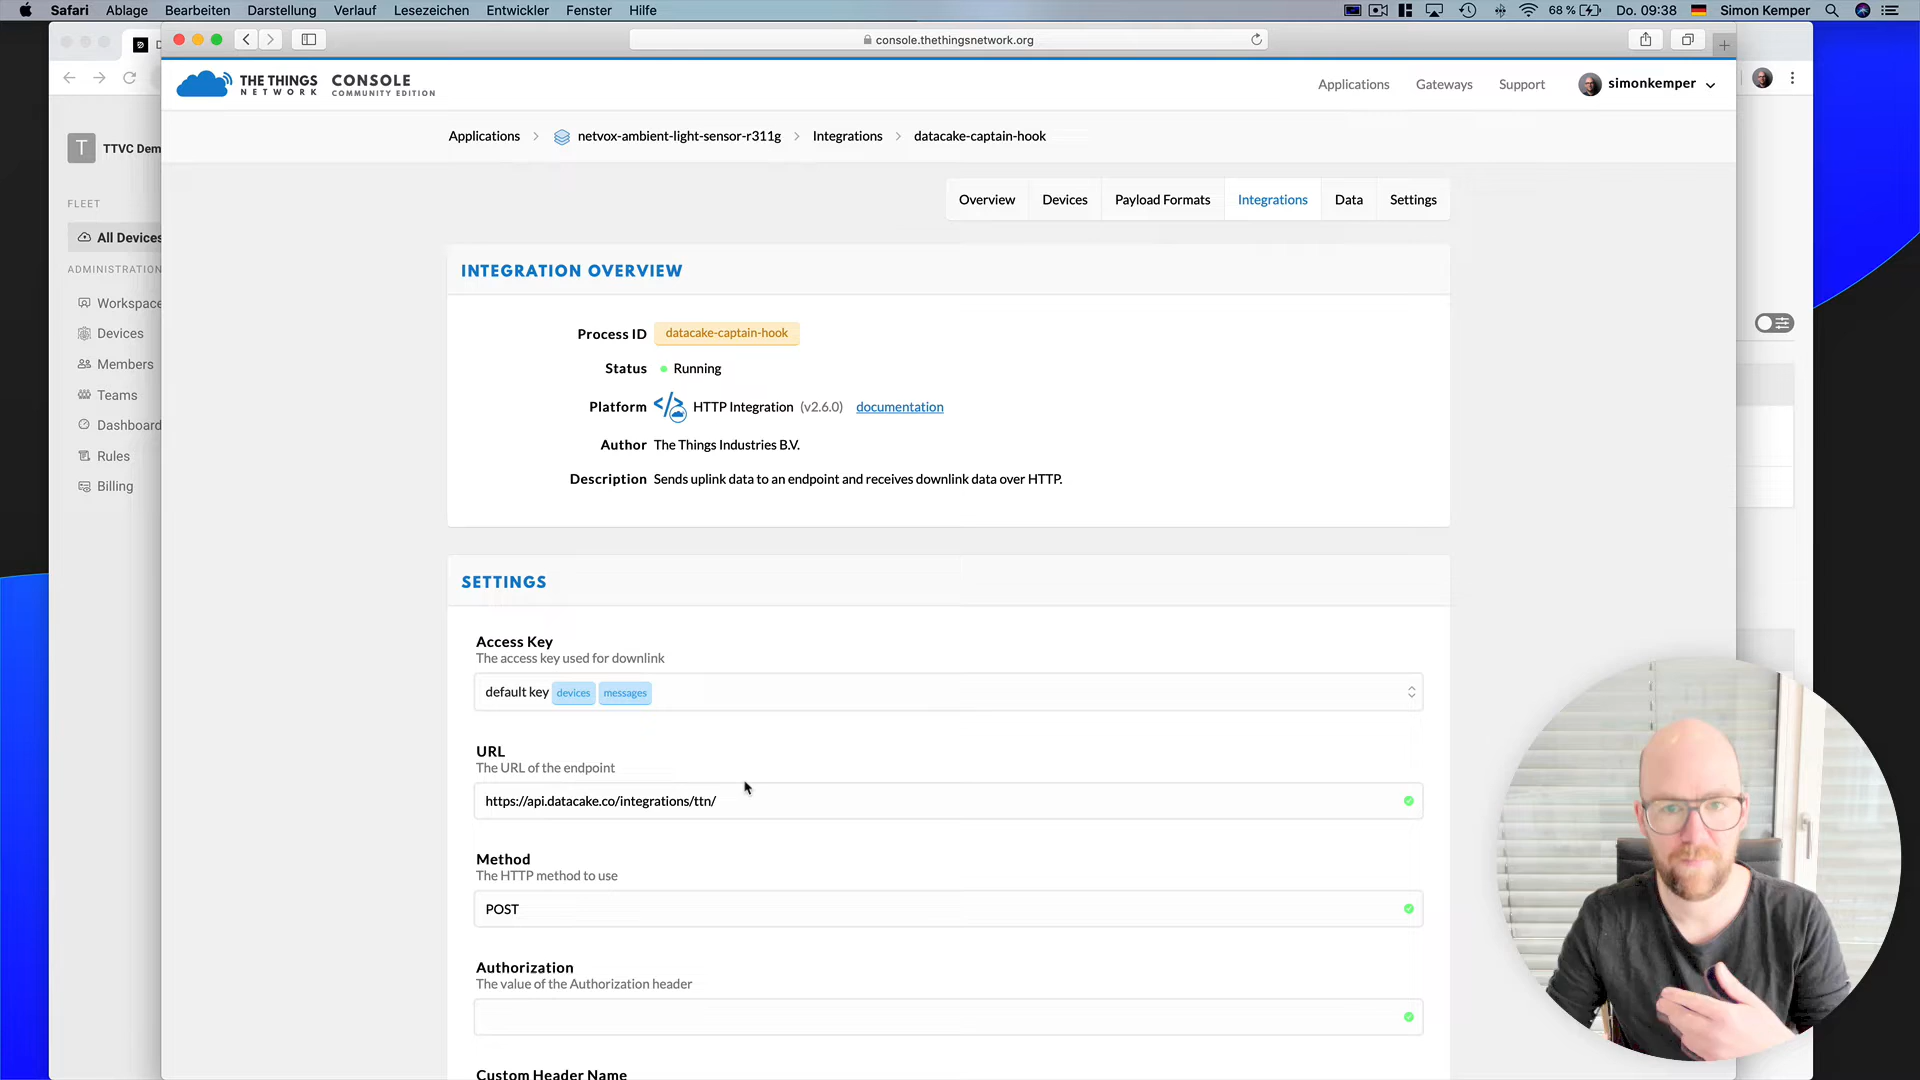 Safari Ablage Bearbeiten Darstellung Verlauf Lesezeichen Entwickler Fenster Hilfe 68 % Do. 09:38 Simon Kemper
console.thethingsnetwork.org
THE THINGS NETWORK CONSOLE COMMUNITY EDITION
Applications Gateways Support simonkemper
Applications netvox-ambient-light-sensor-r311g Integrations datacake-captain-hook
T TTVC Dem
FLEET
All Devices
ADMINISTRATION
Workspace
Devices
Members
Teams
Dashboard
Rules
Billing
Overview Devices Payload Formats Integrations Data Settings
INTEGRATION OVERVIEW
Process ID datacake-captain-hook
Status Running
Platform HTTP Integration (v2.6.0) documentation
Author The Things Industries B.V.
Description Sends uplink data to an endpoint and receives downlink data over HTTP.
SETTINGS
Access Key
The access key used for downlink
default key devices messages
URL
The URL of the endpoint
https://api.datacake.co/integrations/ttn/
Method
The HTTP method to use
POST
Authorization
The value of the Authorization header
Custom Header Name